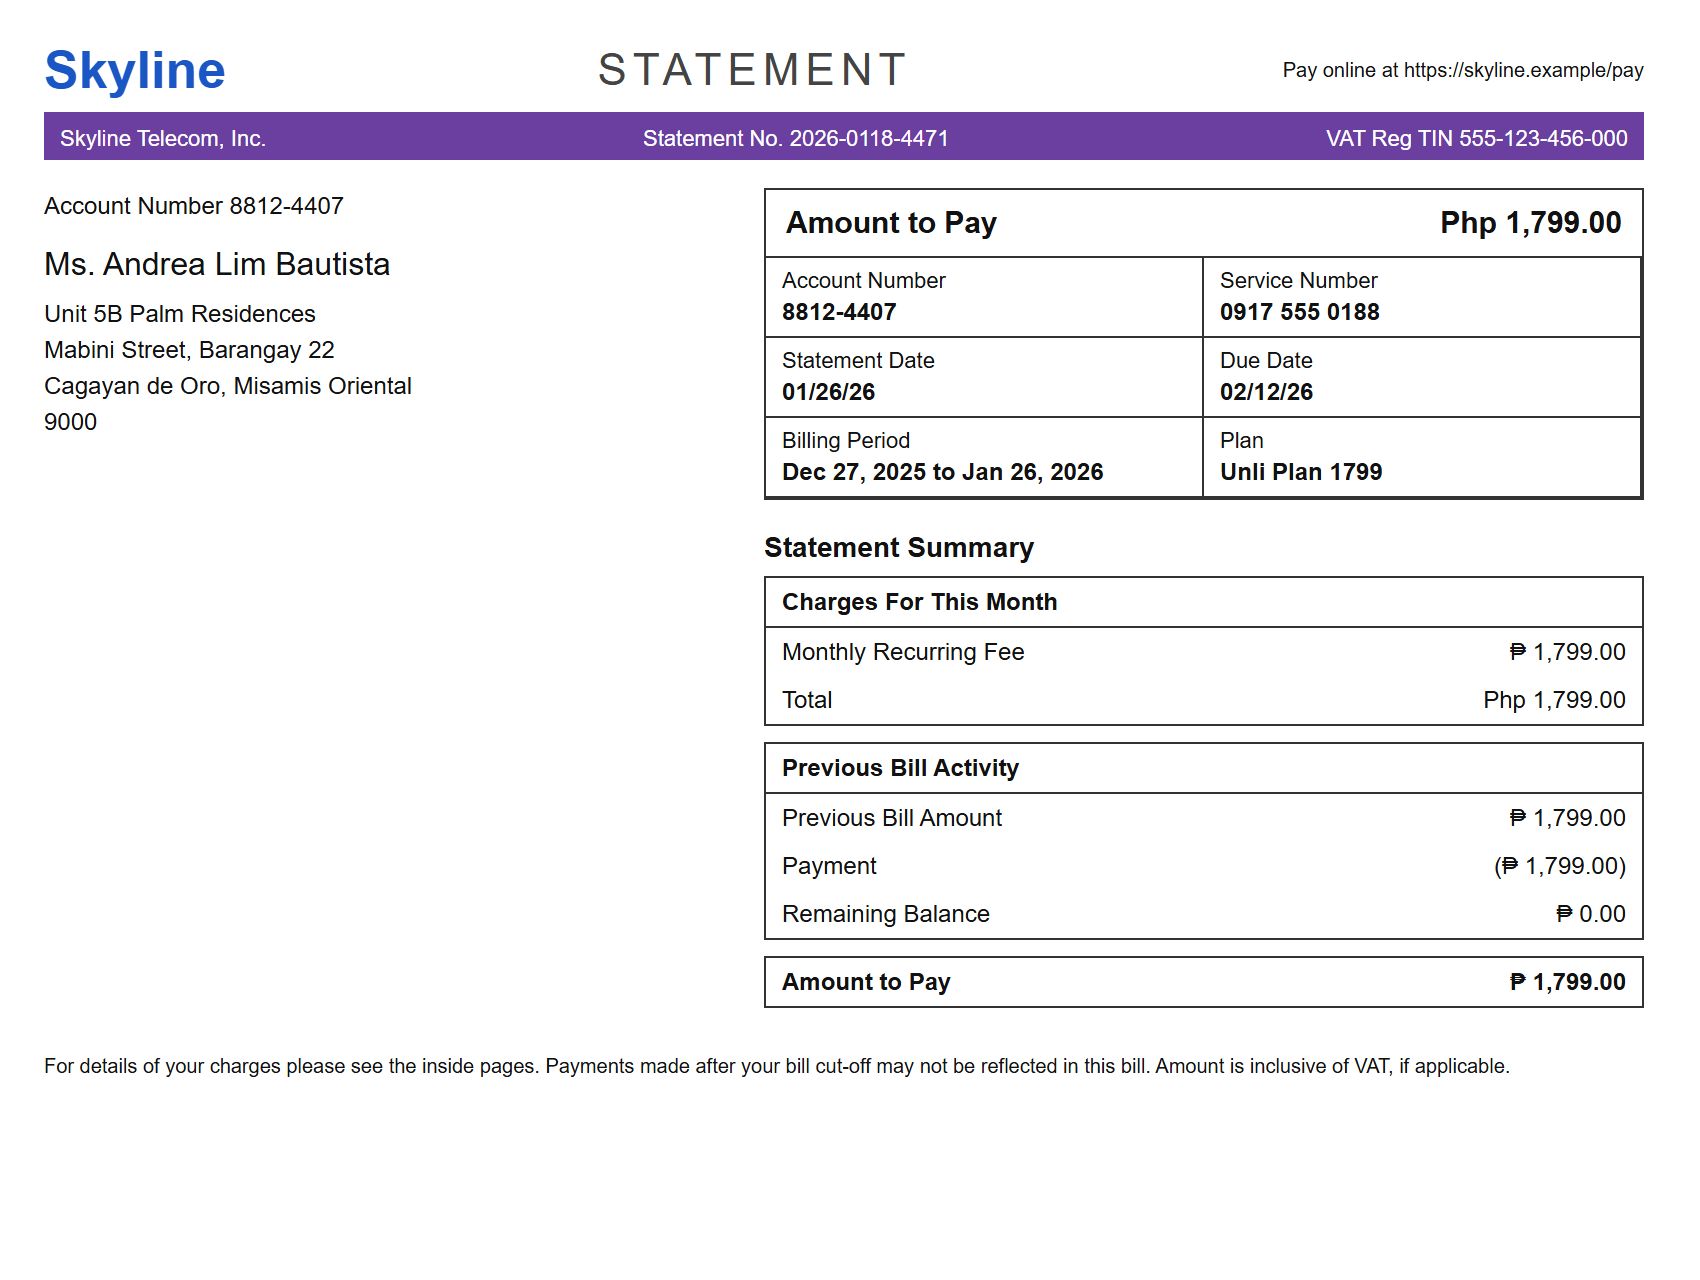 Skyline
STATEMENT
Pay online at https://skyline.example/pay
Skyline Telecom, Inc.
Statement No. 2026-0118-4471
VAT Reg TIN 555-123-456-000
Account Number 8812-4407
Ms. Andrea Lim Bautista
Unit 5B Palm Residences
Mabini Street, Barangay 22
Cagayan de Oro, Misamis Oriental
9000
Amount to Pay Php 1,799.00
Account Number
8812-4407
Service Number
0917 555 0188
Statement Date
01/26/26
Due Date
02/12/26
Billing Period
Dec 27, 2025 to Jan 26, 2026
Plan
Unli Plan 1799
Statement Summary
Charges For This Month
Monthly Recurring Fee ₱ 1,799.00
Total Php 1,799.00
Previous Bill Activity
Previous Bill Amount ₱ 1,799.00
Payment (₱ 1,799.00)
Remaining Balance ₱ 0.00
Amount to Pay ₱ 1,799.00
For details of your charges please see the inside pages. Payments made after your bill cut-off may not be reflected in this bill. Amount is inclusive of VAT, if applicable.